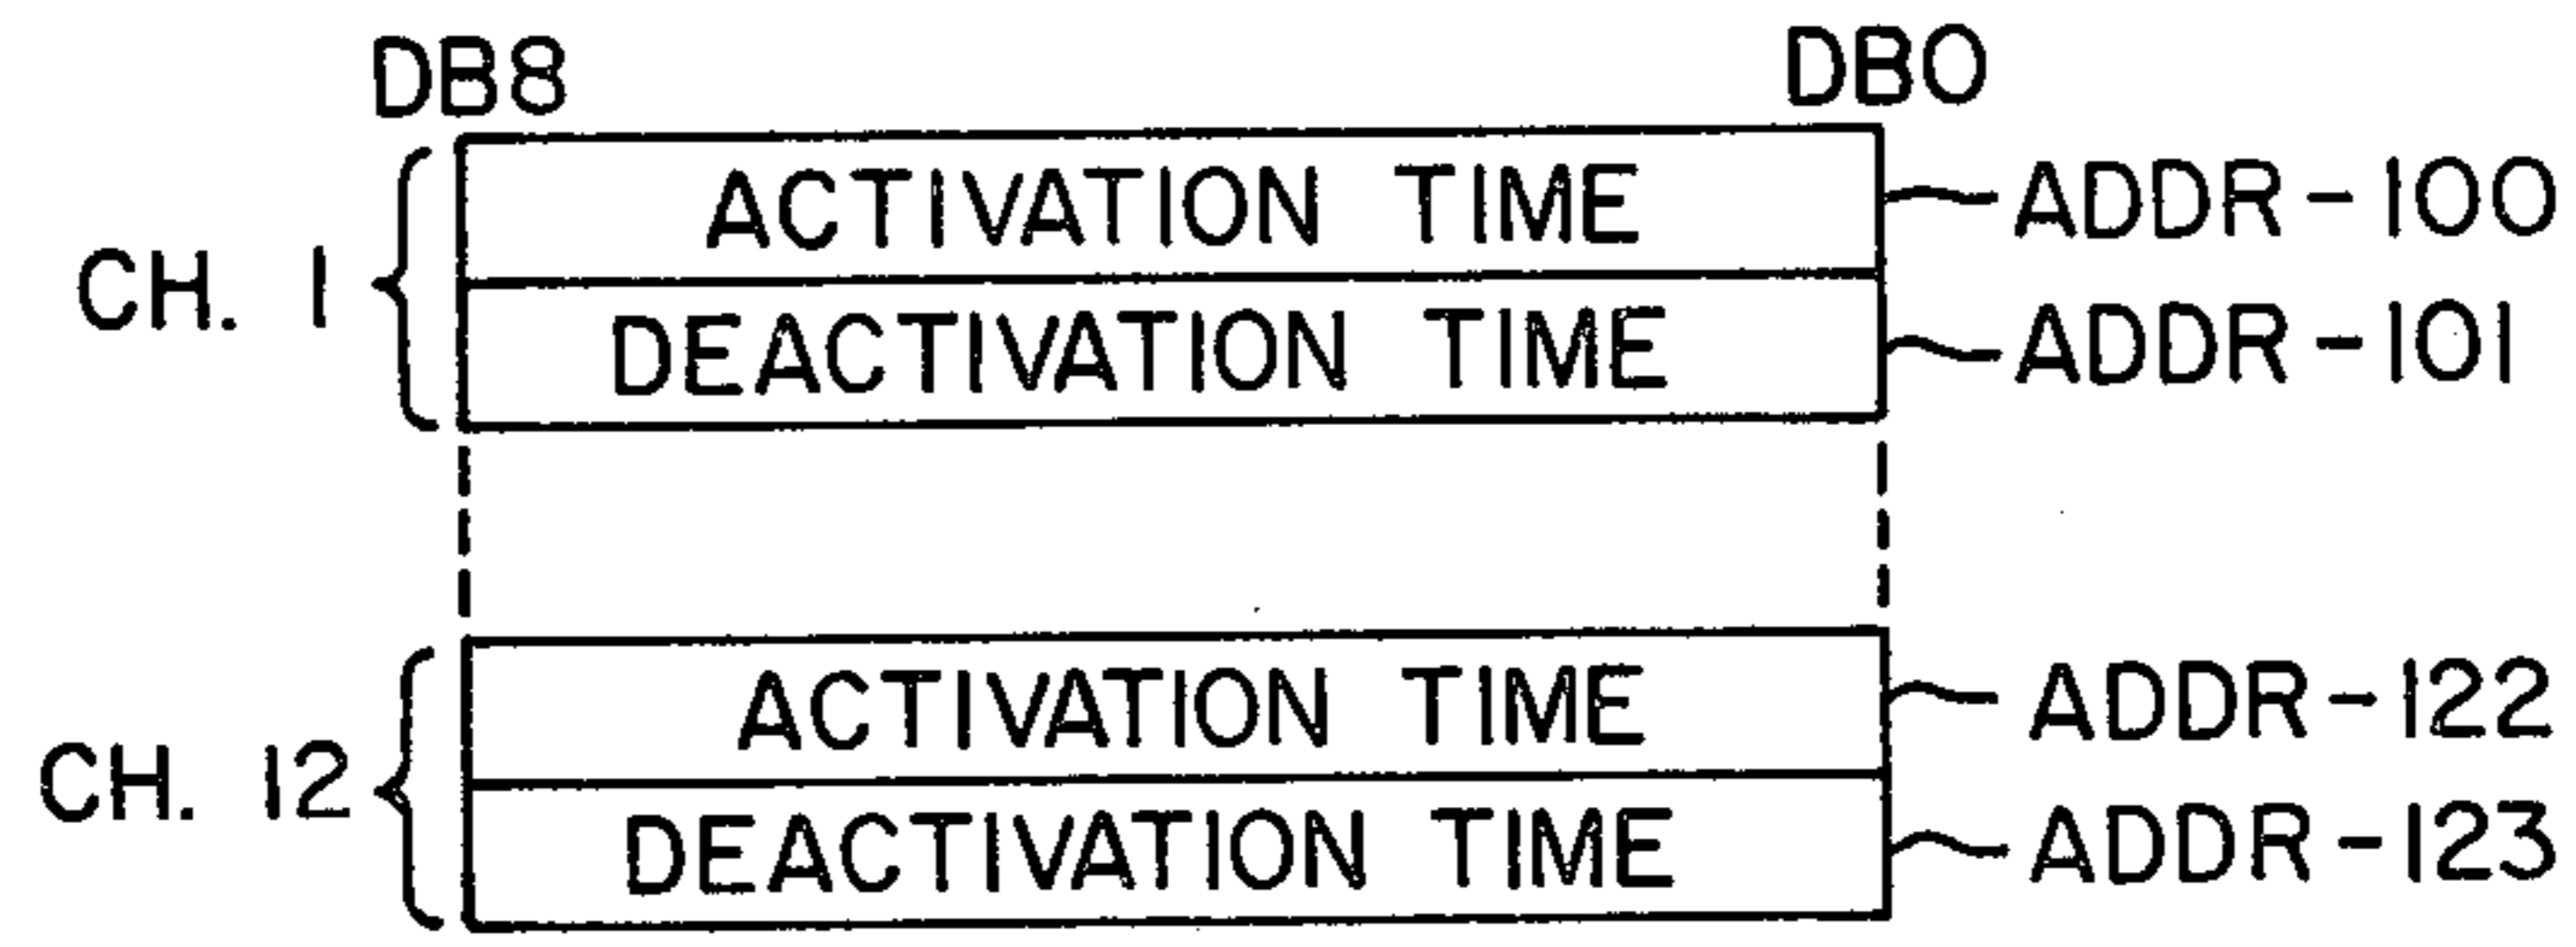 DB8 DB0
ACTIVATION TIME ADDR-100
CH. 1
DEACTIVATION TIME ADDR-101
ACTIVATION TIME ADDR-122
CH. 12
DEACTIVATION TIME ADDR-123